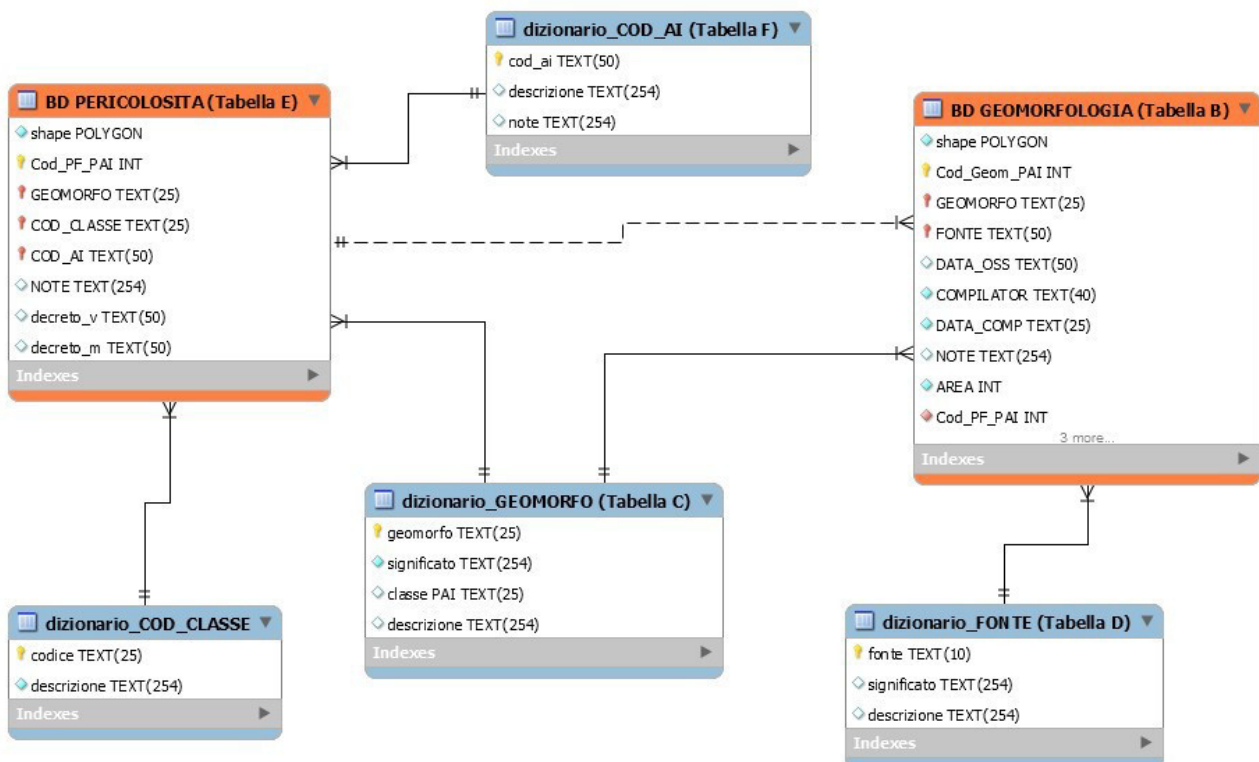 dizionario_COD_AI (Tabella F)
cod_ai TEXT(50)
descrizione TEXT(254)
note TEXT(254)
Indexes
BD PERICOLOSITA (Tabella E)
shape POLYGON
Cod_PF_PAI INT
GEOMORFO TEXT(25)
COD_CLASSE TEXT(25)
COD_AI TEXT(50)
NOTE TEXT(254)
decreto_v TEXT(50)
decreto_m TEXT(50)
Indexes
BD GEOMORFOLOGIA (Tabella B)
shape POLYGON
Cod_Geom_PAI INT
GEOMORFO TEXT(25)
FONTE TEXT(50)
DATA_OSS TEXT(50)
COMPILATOR TEXT(40)
DATA_COMP TEXT(25)
NOTE TEXT(254)
AREA INT
Cod_PF_PAI INT
3 more...
Indexes
dizionario_GEOMORFO (Tabella C)
geomorfo TEXT(25)
significato TEXT(254)
classe PAI TEXT(25)
descrizione TEXT(254)
Indexes
dizionario_COD_CLASSE
codice TEXT(25)
descrizione TEXT(254)
Indexes
dizionario_FONTE (Tabella D)
fonte TEXT(10)
significato TEXT(254)
descrizione TEXT(254)
Indexes